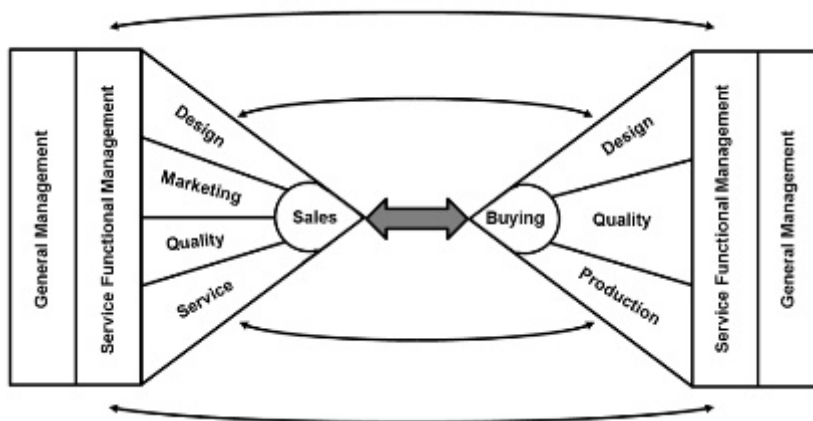 General Management
Service Functional Management
Design
Marketing
Quality
Service
Sales
Buying
Design
Quality
Production
Service Functional Management
General Management